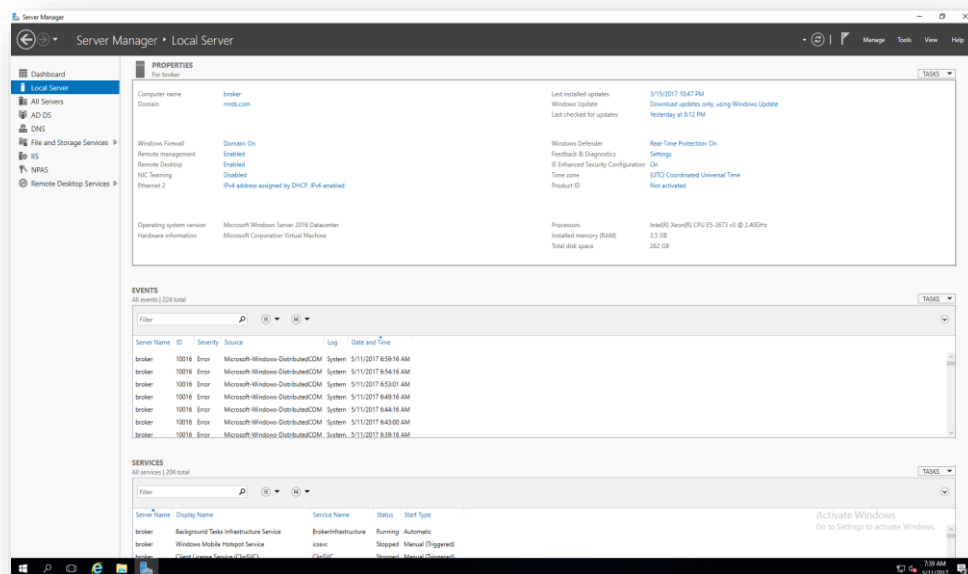 Server Manager
Server Manager • Local Server
Manage Tools View Help
Dashboard
Local Server
All Servers
AD DS
DNS
File and Storage Services
IIS
NPAS
Remote Desktop Services
PROPERTIES
For broker
TASKS
Computer name broker
Domain mrds.com
Last installed updates 3/15/2017 10:47 PM
Windows Update Download updates only, using Windows Update
Last checked for updates Yesterday at 8:12 PM
Windows Firewall Domain: On
Remote management Enabled
Remote Desktop Enabled
NIC Teaming Disabled
Ethernet 2 IPv4 address assigned by DHCP, IPv6 enabled
Windows Defender Real-Time Protection: On
Feedback & Diagnostics Settings
IE Enhanced Security Configuration On
Time zone (UTC) Coordinated Universal Time
Product ID Not activated
Operating system version Microsoft Windows Server 2016 Datacenter
Hardware information Microsoft Corporation Virtual Machine
Processors Intel(R) Xeon(R) CPU E5-2673 v3 @ 2.40GHz
Installed memory (RAM) 3.5 GB
Total disk space 262 GB
EVENTS
All events | 224 total
TASKS
Filter
Server Name ID Severity Source Log Date and Time
broker 10016 Error Microsoft-Windows-DistributedCOM System 5/11/2017 6:59:16 AM
broker 10016 Error Microsoft-Windows-DistributedCOM System 5/11/2017 6:54:16 AM
broker 10016 Error Microsoft-Windows-DistributedCOM System 5/11/2017 6:53:01 AM
broker 10016 Error Microsoft-Windows-DistributedCOM System 5/11/2017 6:49:16 AM
broker 10016 Error Microsoft-Windows-DistributedCOM System 5/11/2017 6:44:16 AM
broker 10016 Error Microsoft-Windows-DistributedCOM System 5/11/2017 6:43:00 AM
broker 10016 Error Microsoft-Windows-DistributedCOM System 5/11/2017 6:39:16 AM
SERVICES
All services | 204 total
TASKS
Filter
Server Name Display Name Service Name Status Start Type
broker Background Tasks Infrastructure Service BrokerInfrastructure Running Automatic
broker Windows Mobile Hotspot Service icssvc Stopped Manual (Triggered)
broker Client License Service (ClipSVC) ClipSVC Stopped Manual (Triggered)
Activate Windows
Go to Settings to activate Windows.
7:39 AM
5/11/2017